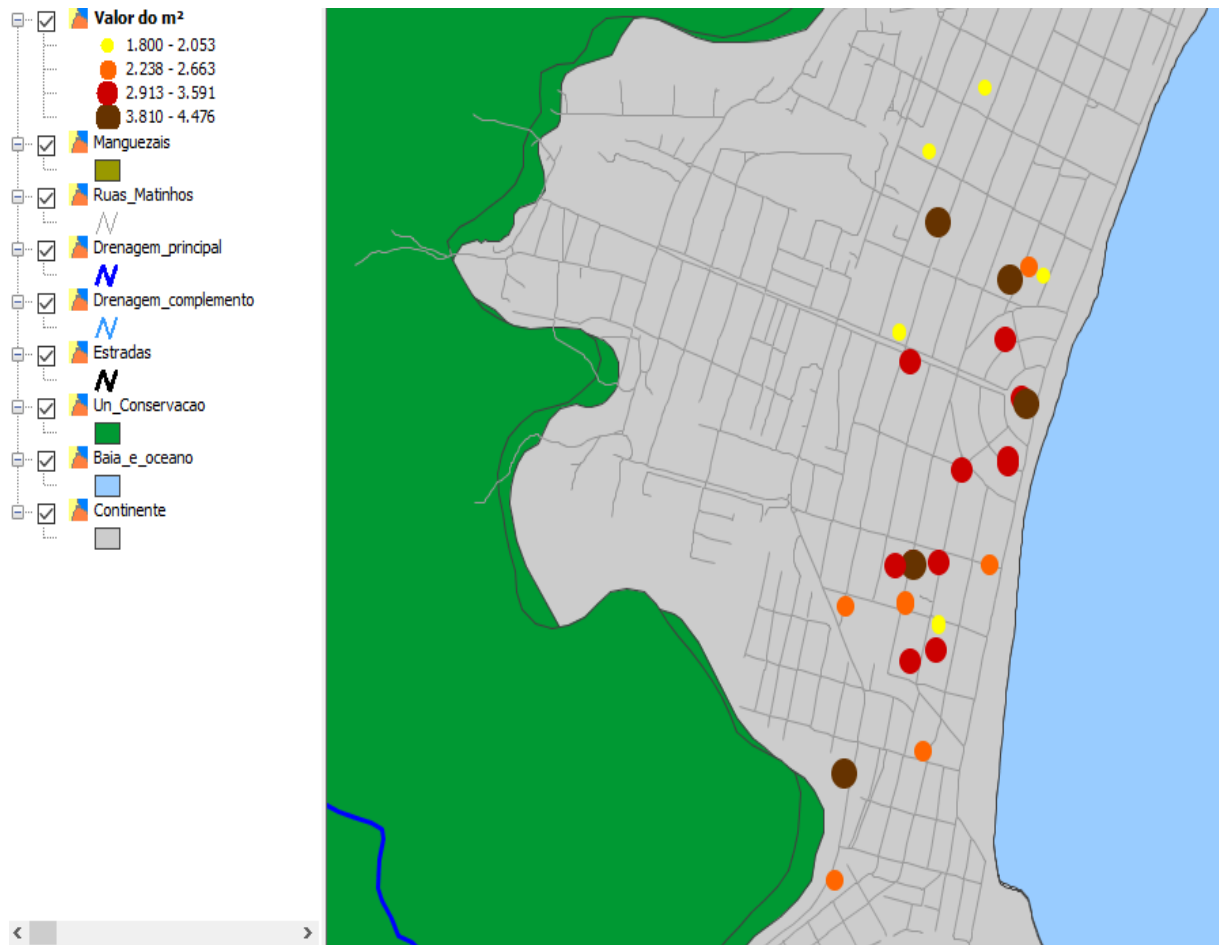 Valor do m²
1.800 - 2.053
2.238 - 2.663
2.913 - 3.591
3.810 - 4.476
Manguezais
Ruas_Matinhos
Drenagem_principal
Drenagem_complemento
Estradas
Un_Conservacao
Baia_e_oceano
Continente